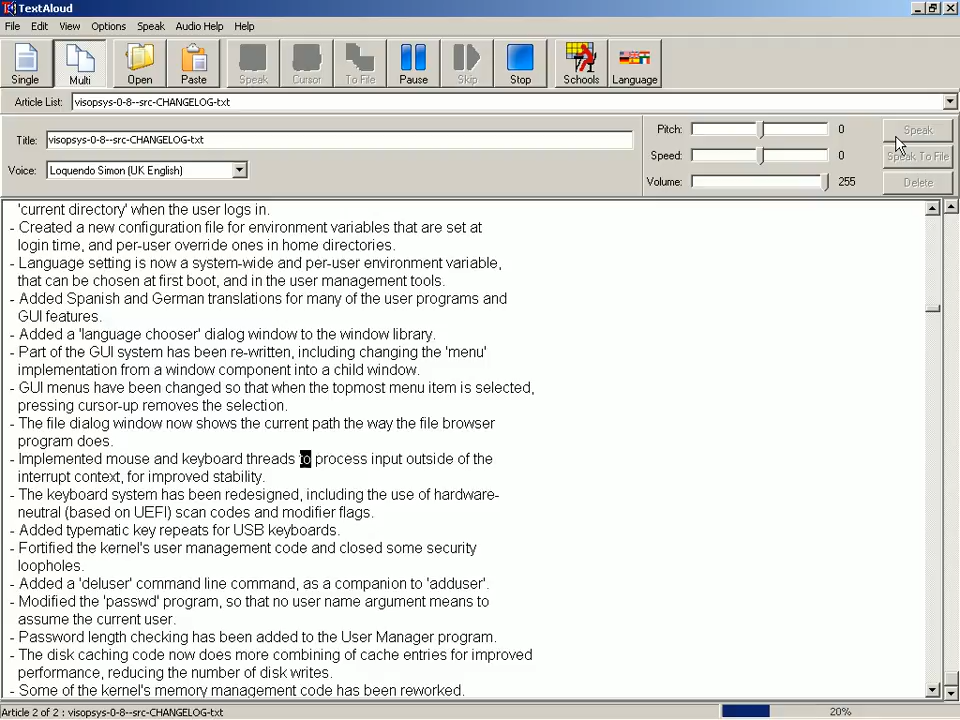 TextAloud
File Edit View Options Speak Audio Help Help
Single Multi Open Paste Speak Cursor To File Pause Skip Stop Schools Language
Article List: visopsys-0-8--src-CHANGELOG-txt
Title: visopsys-0-8--src-CHANGELOG-txt
Voice: Loquendo Simon (UK English)
Pitch: 0 Speak
Speed: 0 Speak To File
Volume: 255 Delete
'current directory' when the user logs in.
- Created a new configuration file for environment variables that are set at
login time, and per-user override ones in home directories.
- Language setting is now a system-wide and per-user environment variable,
that can be chosen at first boot, and in the user management tools.
- Added Spanish and German translations for many of the user programs and
GUI features.
- Added a 'language chooser' dialog window to the window library.
- Part of the GUI system has been re-written, including changing the 'menu'
implementation from a window component into a child window.
- GUI menus have been changed so that when the topmost menu item is selected,
pressing cursor-up removes the selection.
- The file dialog window now shows the current path the way the file browser
program does.
- Implemented mouse and keyboard threads to process input outside of the
interrupt context, for improved stability.
- The keyboard system has been redesigned, including the use of hardware-
neutral (based on UEFI) scan codes and modifier flags.
- Added typematic key repeats for USB keyboards.
- Fortified the kernel's user management code and closed some security
loopholes.
- Added a 'deluser' command line command, as a companion to 'adduser'.
- Modified the 'passwd' program, so that no user name argument means to
assume the current user.
- Password length checking has been added to the User Manager program.
- The disk caching code now does more combining of cache entries for improved
performance, reducing the number of disk writes.
- Some of the kernel's memory management code has been reworked.
Article 2 of 2 : visopsys-0-8--src-CHANGELOG-txt 20%